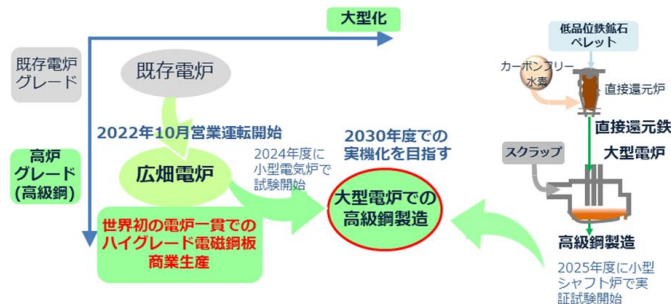 大型化
既存電炉
グレード
既存電炉
2022年10月営業運転開始
高炉
グレード
(高級鋼)
広畑電炉
世界初の電炉一貫での
ハイグレード電磁鋼板
商業生産
2024年度に
小型電気炉で
試験開始
2030年度での
実機化を目指す
大型電炉での
高級鋼製造
低品位鉄鉱石
ペレット
カーボンフリー
水素
直接還元炉
直接還元鉄
大型電炉
スクラップ
高級鋼製造
2025年度に小型
シャフト炉で実
証試験開始